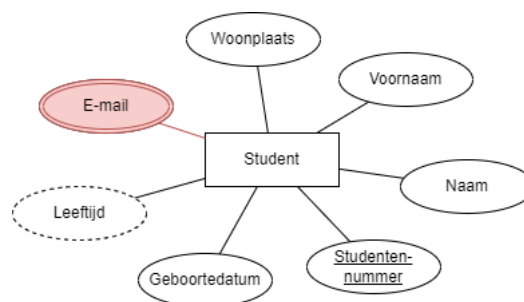 Woonplaats
Voornaam
E-mail
Student
Naam
Leeftijd
Studenten-
nummer
Geboortedatum